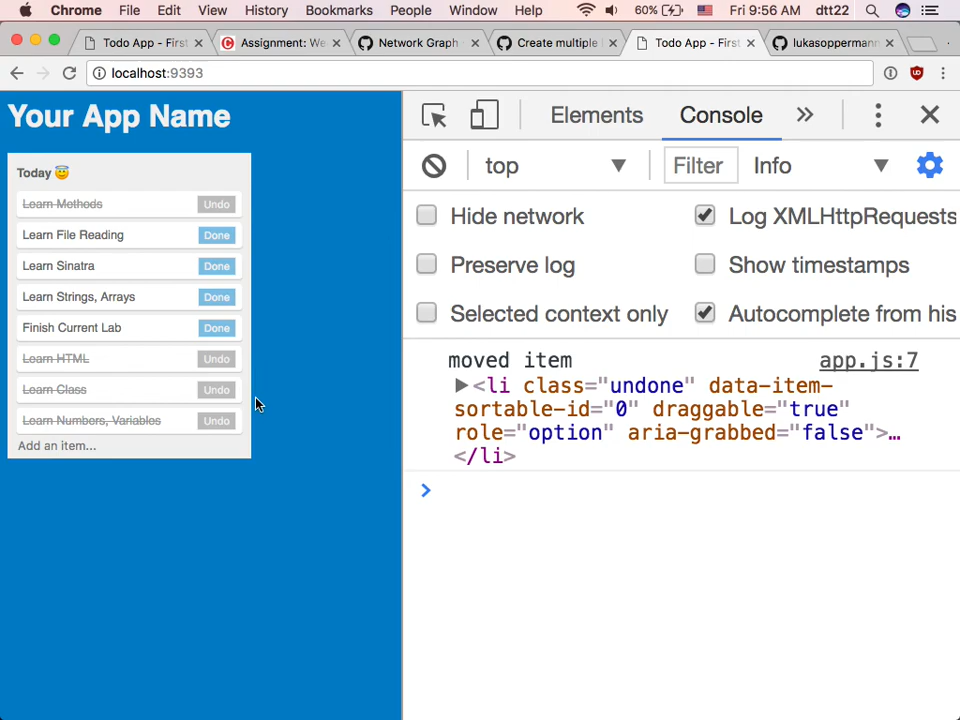 Chrome File Edit View History Bookmarks People Window Help 60% Fri 9:56 AM dtt22
Todo App - First Assignment: We Network Graph Create multiple Todo App - First lukasoppermann
localhost:9393
Your App Name
Today 😇
Learn Methods Undo
Learn File Reading Done
Learn Sinatra Done
Learn Strings, Arrays Done
Finish Current Lab Done
Learn HTML Undo
Learn Class Undo
Learn Numbers, Variables Undo
Add an item...
Elements Console »
top Filter Info
Hide network Log XMLHttpRequests
Preserve log Show timestamps
Selected context only Autocomplete from his
moved item app.js:7
<li class="undone" data-item-
sortable-id="0" draggable="true"
role="option" aria-grabbed="false">…
</li>